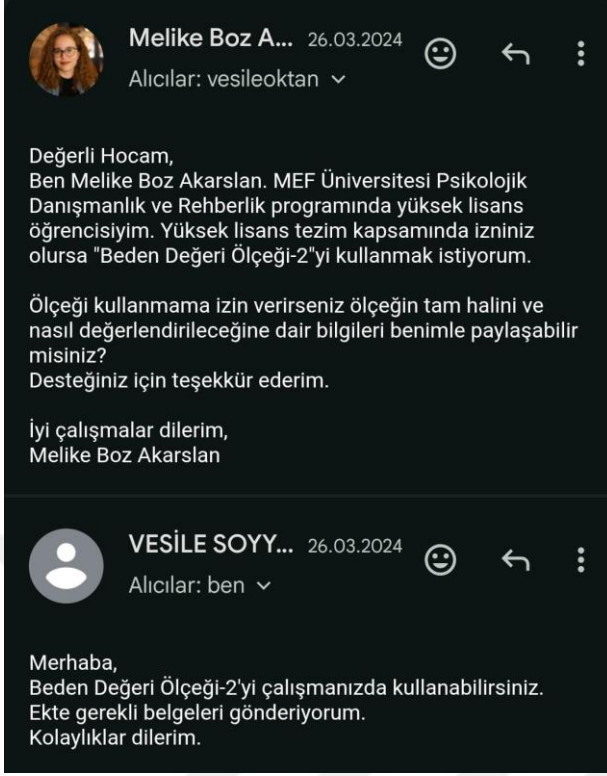 Melike Boz A... 26.03.2024
Alıcılar: vesileoktan
Değerli Hocam,
Ben Melike Boz Akarslan. MEF Üniversitesi Psikolojik
Danışmanlık ve Rehberlik programında yüksek lisans
öğrencisiyim. Yüksek lisans tezim kapsamında izniniz
olursa "Beden Değeri Ölçeği-2"yi kullanmak istiyorum.
Ölçeği kullanmama izin verirseniz ölçeğin tam halini ve
nasıl değerlendirileceğine dair bilgileri benimle paylaşabilir
misiniz?
Desteğiniz için teşekkür ederim.
İyi çalışmalar dilerim,
Melike Boz Akarslan
VESİLE SOYY... 26.03.2024
Alıcılar: ben
Merhaba,
Beden Değeri Ölçeği-2'yi çalışmanızda kullanabilirsiniz.
Ekte gerekli belgeleri gönderiyorum.
Kolaylıklar dilerim.